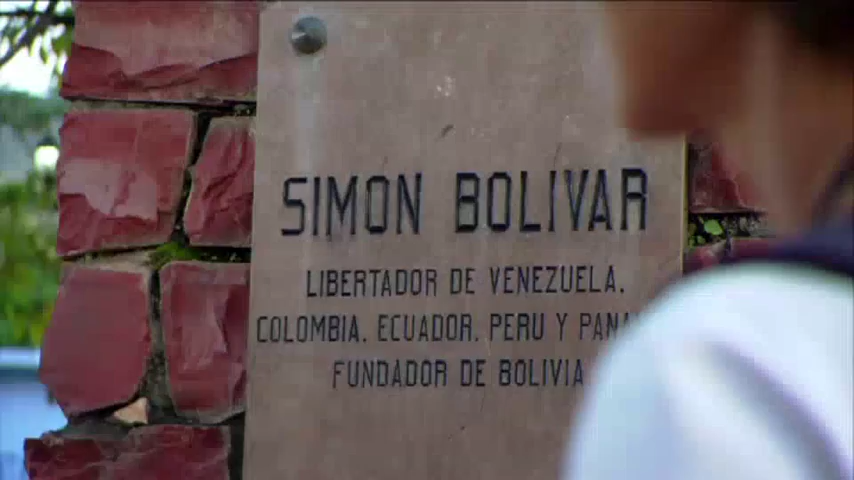 SIMON BOLIVAR
LIBERTADOR DE VENEZUELA.
COLOMBIA. ECUADOR. PERU Y
FUNDADOR DE BOLIVIA